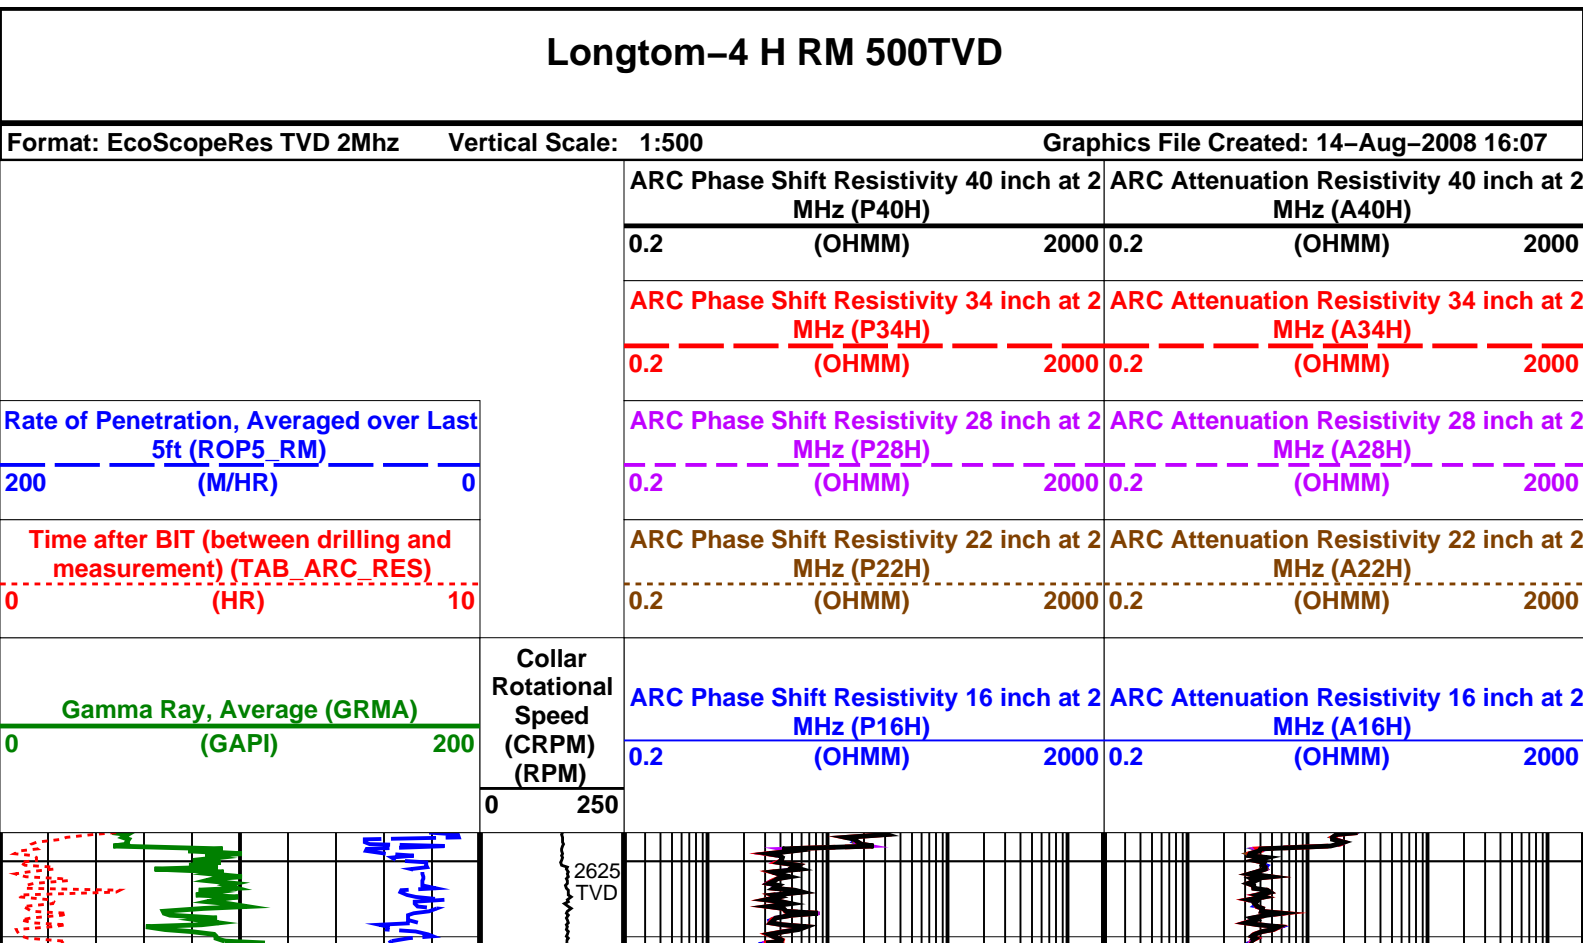 Longtom−4 H RM 500TVD
Format: EcoScopeRes TVD 2Mhz Vertical Scale: 1:500 Graphics File Created: 14−Aug−2008 16:07
ARC Phase Shift Resistivity 40 inch at 2
MHz (P40H)
0.2 (OHMM) 2000
ARC Attenuation Resistivity 40 inch at 2
MHz (A40H)
0.2 (OHMM) 2000
ARC Phase Shift Resistivity 34 inch at 2
MHz (P34H)
0.2 (OHMM) 2000
ARC Attenuation Resistivity 34 inch at 2
MHz (A34H)
0.2 (OHMM) 2000
Rate of Penetration, Averaged over Last
5ft (ROP5_RM)
200 (M/HR) 0
ARC Phase Shift Resistivity 28 inch at 2
MHz (P28H)
0.2 (OHMM) 2000
ARC Attenuation Resistivity 28 inch at 2
MHz (A28H)
0.2 (OHMM) 2000
Time after BIT (between drilling and
measurement) (TAB_ARC_RES)
0 (HR) 10
ARC Phase Shift Resistivity 22 inch at 2
MHz (P22H)
0.2 (OHMM) 2000
ARC Attenuation Resistivity 22 inch at 2
MHz (A22H)
0.2 (OHMM) 2000
Gamma Ray, Average (GRMA)
0 (GAPI) 200
Collar
Rotational
Speed
(CRPM)
(RPM)
0 250
ARC Phase Shift Resistivity 16 inch at 2
MHz (P16H)
0.2 (OHMM) 2000
ARC Attenuation Resistivity 16 inch at 2
MHz (A16H)
0.2 (OHMM) 2000
2625
TVD